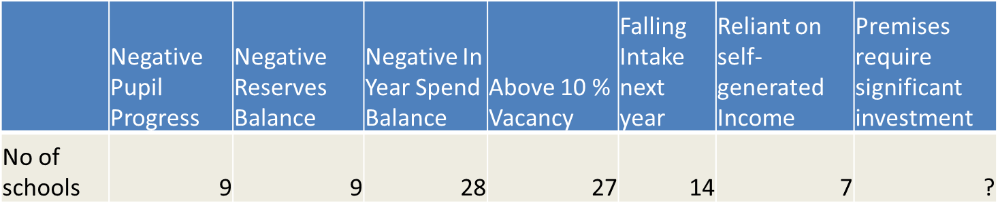 Negative
Pupil
Progress
Negative
Reserves
Balance
Negative In
Year Spend
Balance
Above 10 %
Vacancy
Falling
Intake
next
year
Reliant on
self-
generated
Income
Premises
require
significant
investment
No of
schools
9
9
28
27
14
7
?